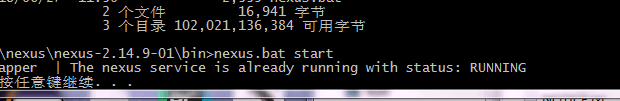 2 个文件 16,941 字节
3 个目录 102,021,136,384 可用字节
\nexus\nexus-2.14.9-01\bin>nexus.bat start
apper | The nexus service is already running with status: RUNNING
按任意键继续. . .